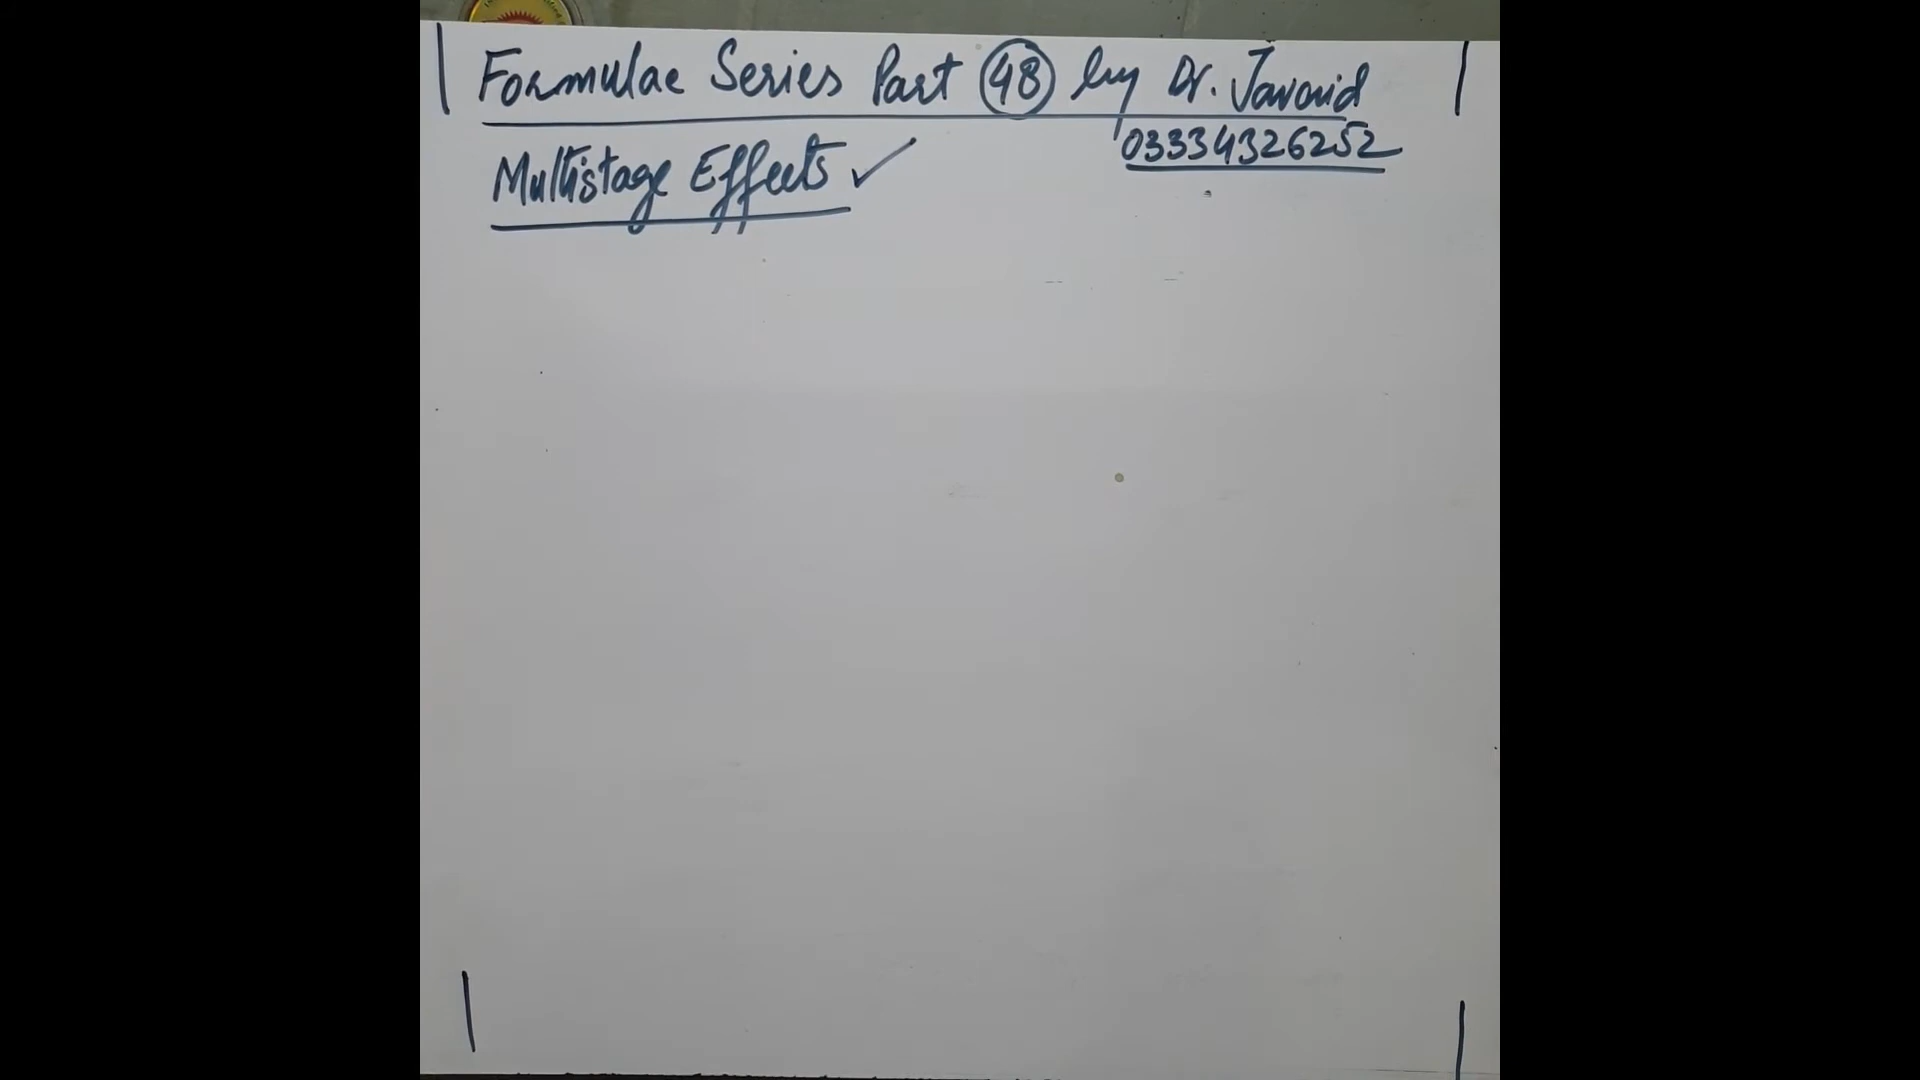 Formulae Series Part 48 by Dr. Javaid
03334326252
Multistage Effects ✓